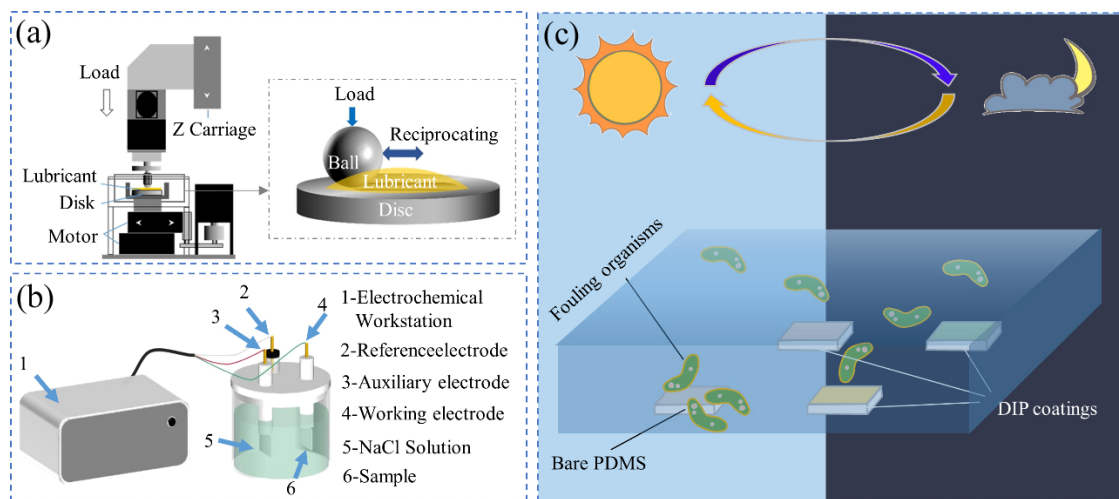 (a)
Load
Z Carriage
Lubricant
Disk
Motor
Load
Reciprocating
Ball
Lubricant
Disc
(b)
1
2
3
4
5
6
1-Electrochemical
Workstation
2-Referenceelectrode
3-Auxiliary electrode
4-Working electrode
5-NaCl Solution
6-Sample
(c)
Fouling organisms
Bare PDMS
DIP coatings